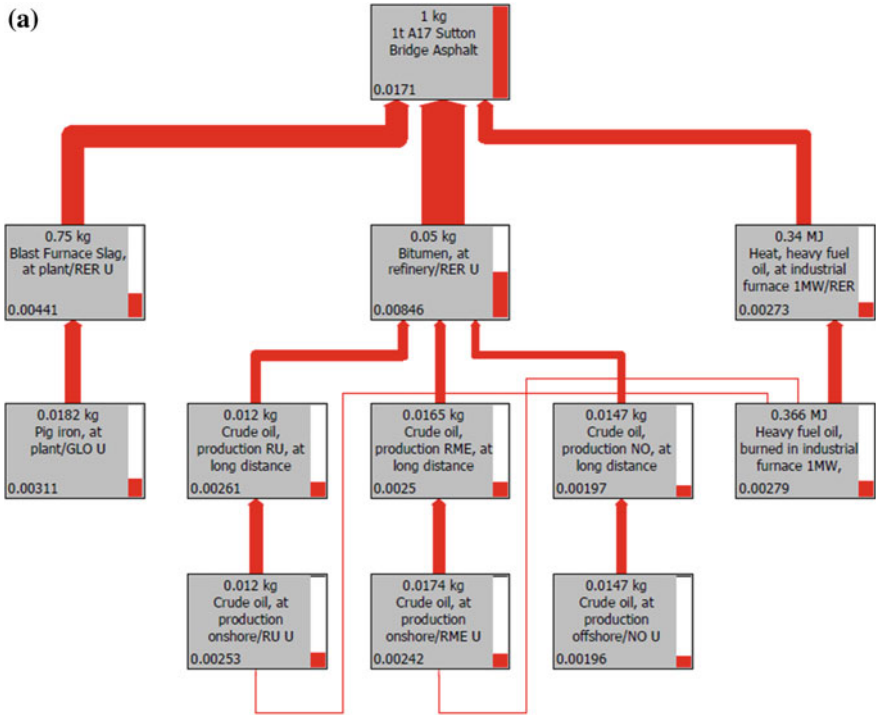 (a)
1 kg
1t A17 Sutton
Bridge Asphalt
0.0171
0.75 kg
Blast Furnace Slag,
at plant/RER U
0.00441
0.05 kg
Bitumen, at
refinery/RER U
0.00846
0.34 MJ
Heat, heavy fuel
oil, at industrial
furnace 1MW/RER
0.00273
0.0182 kg
Pig iron, at
plant/GLO U
0.00311
0.012 kg
Crude oil,
production RU, at
long distance
0.00261
0.0165 kg
Crude oil,
production RME, at
long distance
0.0025
0.0147 kg
Crude oil,
production NO, at
long distance
0.00197
0.366 MJ
Heavy fuel oil,
burned in industrial
furnace 1MW,
0.00279
0.012 kg
Crude oil, at
production
onshore/RU U
0.00253
0.0174 kg
Crude oil, at
production
onshore/RME U
0.00242
0.0147 kg
Crude oil, at
production
offshore/NO U
0.00196